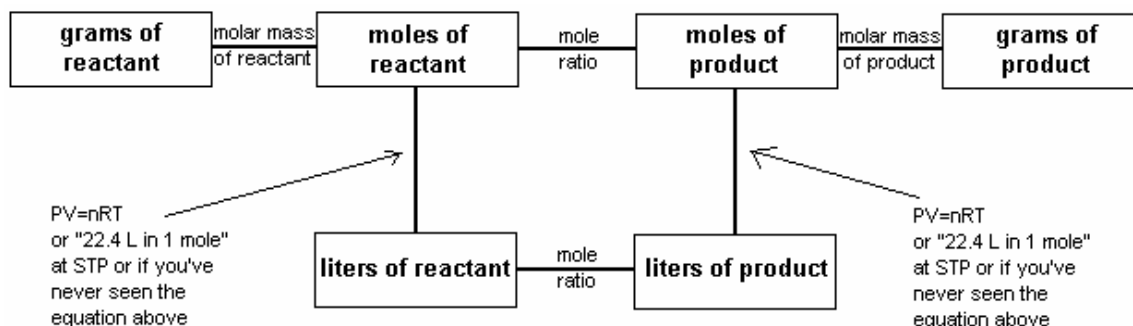 grams of
reactant
molar mass
of reactant
moles of
reactant
mole
ratio
moles of
product
molar mass
of product
grams of
product
PV=nRT
or "22.4 L in 1 mole"
at STP or if you've
never seen the
equation above
liters of reactant
mole
ratio
liters of product
PV=nRT
or "22.4 L in 1 mole"
at STP or if you've
never seen the
equation above